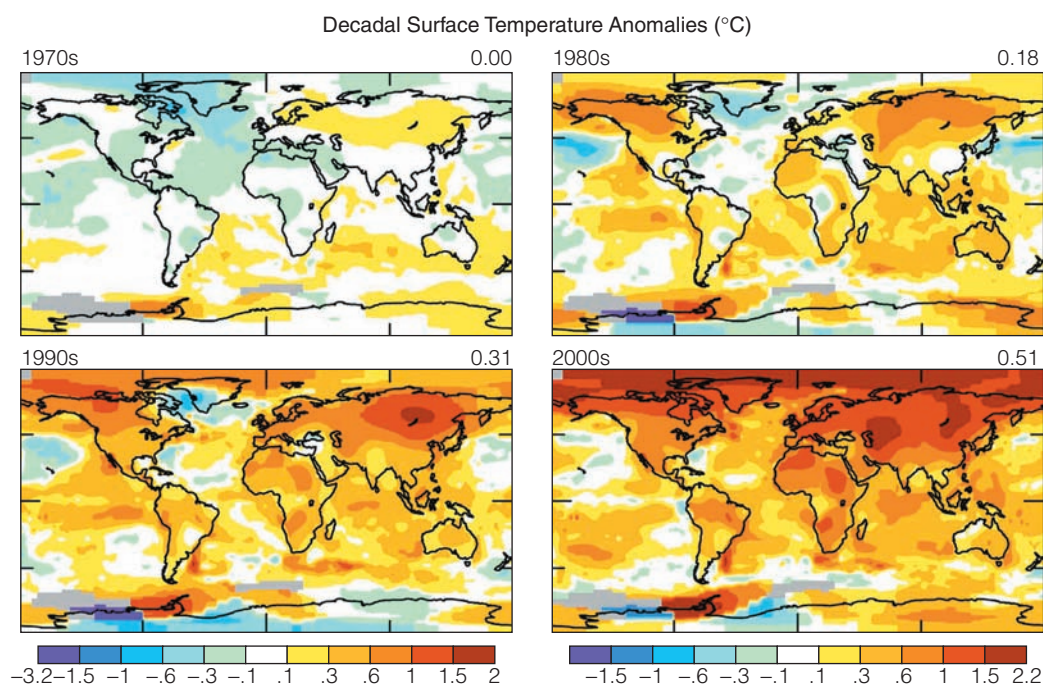 Decadal Surface Temperature Anomalies (°C)
1970s 0.00
1980s 0.18
1990s 0.31
2000s 0.51
−3.2 −1.5 −1 −.6 −.3 −.1 .1 .3 .6 1 1.5 2
−1.5 −1 −.6 −.3 −.1 .1 .3 .6 1 1.5 2.2